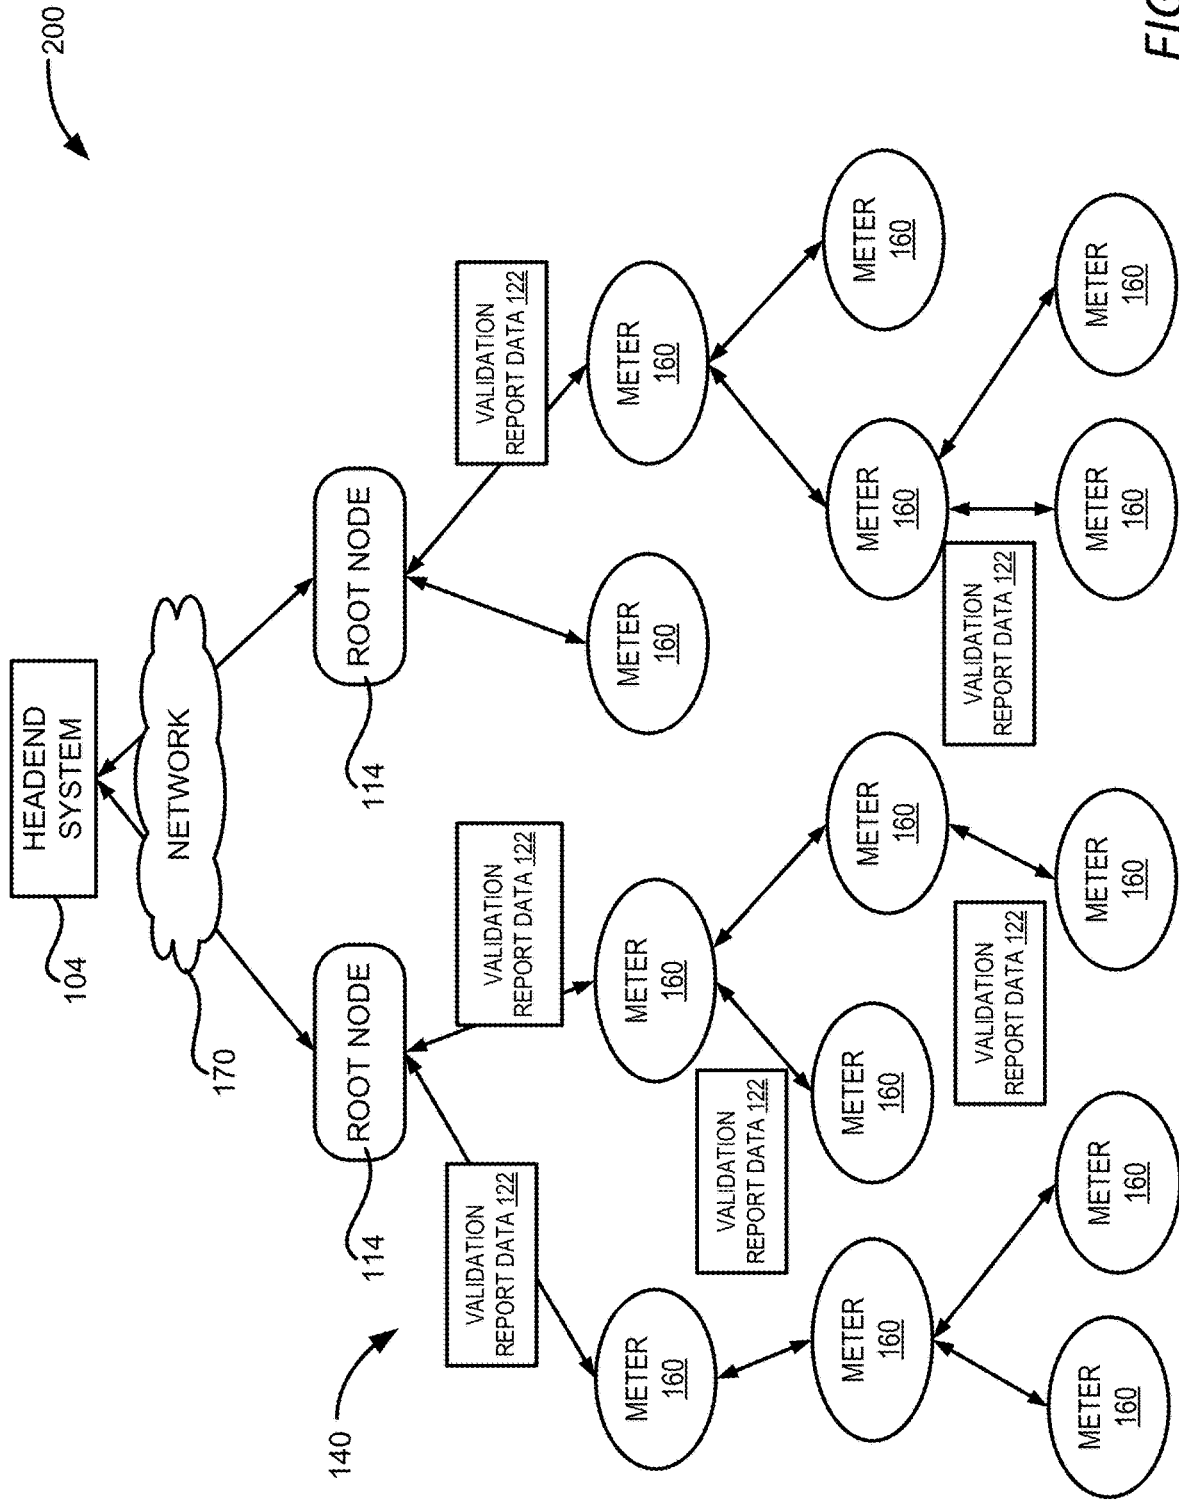 200
HEADEND
SYSTEM
104
NETWORK
170
140
ROOT NODE
ROOT NODE
114
114
VALIDATION
REPORT DATA 122
VALIDATION
REPORT DATA 122
VALIDATION
REPORT DATA 122
METER
160
METER
160
METER
160
METER
160
VALIDATION
REPORT DATA 122
METER
160
METER
160
METER
160
METER
160
METER
160
VALIDATION
REPORT DATA 122
VALIDATION
REPORT DATA 122
METER
160
METER
160
METER
160
METER
160
METER
160
FIG